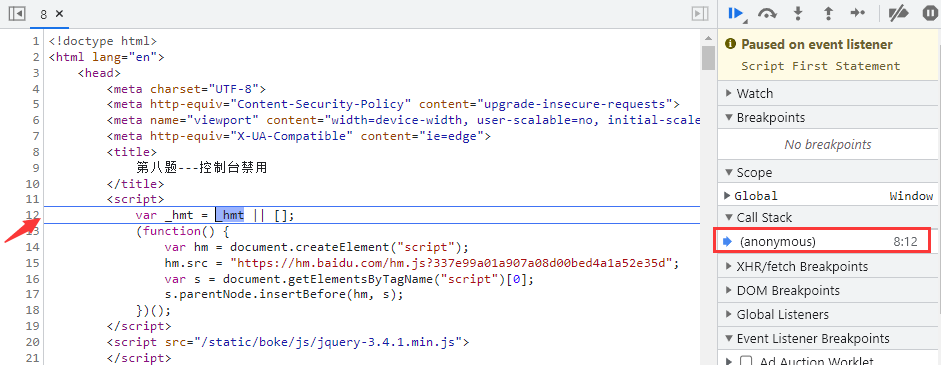 8 ×
1 <!doctype html>
2 <html lang="en">
3 <head>
4 <meta charset="UTF-8">
5 <meta http-equiv="Content-Security-Policy" content="upgrade-insecure-requests">
6 <meta name="viewport" content="width=device-width, user-scalable=no, initial-scale
7 <meta http-equiv="X-UA-Compatible" content="ie=edge">
8 <title>
9 第八题---控制台禁用
10 </title>
11 <script>
12 var _hmt = _hmt || [];
13 (function() {
14 var hm = document.createElement("script");
15 hm.src = "https://hm.baidu.com/hm.js?337e99a01a907a08d00bed4a1a52e35d";
16 var s = document.getElementsByTagName("script")[0];
17 s.parentNode.insertBefore(hm, s);
18 })();
19 </script>
20 <script src="/static/boke/js/jquery-3.4.1.min.js">
21 </script>
Paused on event listener
Script First Statement
Watch
Breakpoints
No breakpoints
Scope
Global Window
Call Stack
(anonymous) 8:12
XHR/fetch Breakpoints
DOM Breakpoints
Global Listeners
Event Listener Breakpoints
Ad Auction Worklet